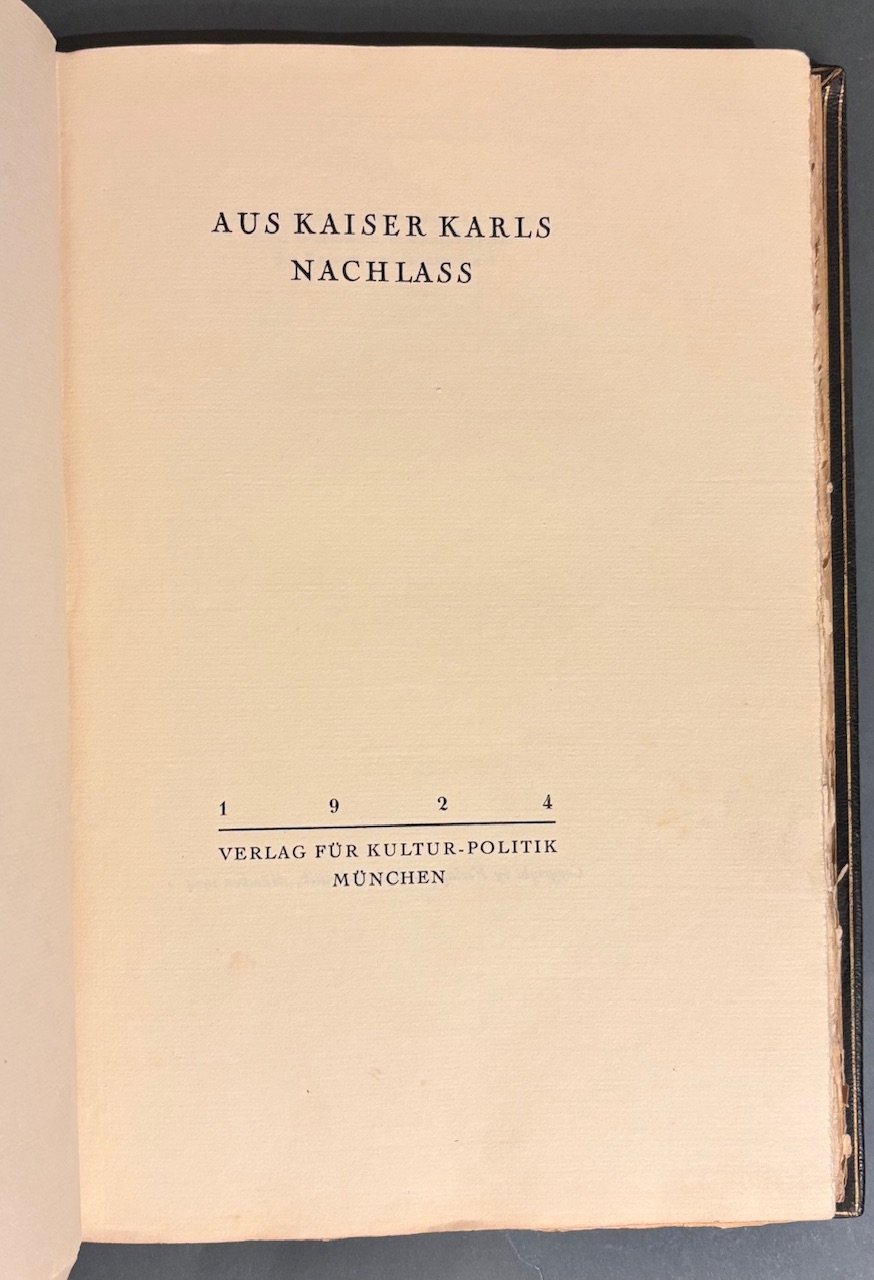 AUS KAISER KARLS
NACHLASS
1 9 2 4
VERLAG FÜR KULTUR-POLITIK
MÜNCHEN